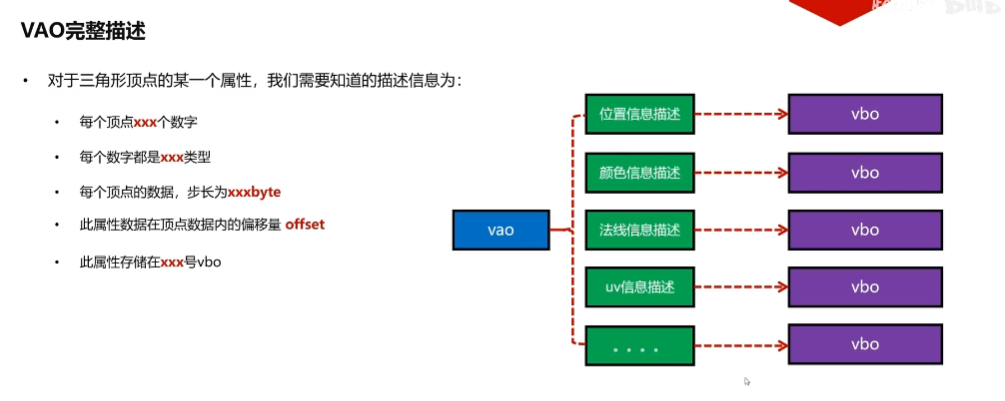 VAO完整描述
• 对于三角形顶点的某一个属性，我们需要知道的描述信息为：
• 每个顶点xxx个数字
• 每个数字都是xxx类型
• 每个顶点的数据，步长为xxxbyte
• 此属性数据在顶点数据内的偏移量 offset
• 此属性存储在xxx号vbo
vao
位置信息描述
vbo
颜色信息描述
vbo
法线信息描述
vbo
uv信息描述
vbo
。。。。
vbo